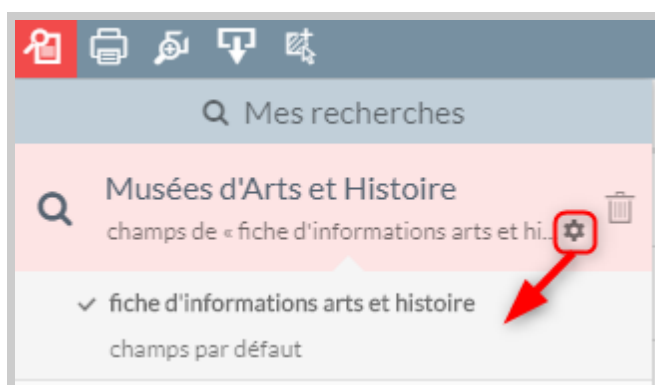 Mes recherches
Musées d'Arts et Histoire
champs de « fiche d'informations arts et hi...
fiche d'informations arts et histoire
champs par défaut